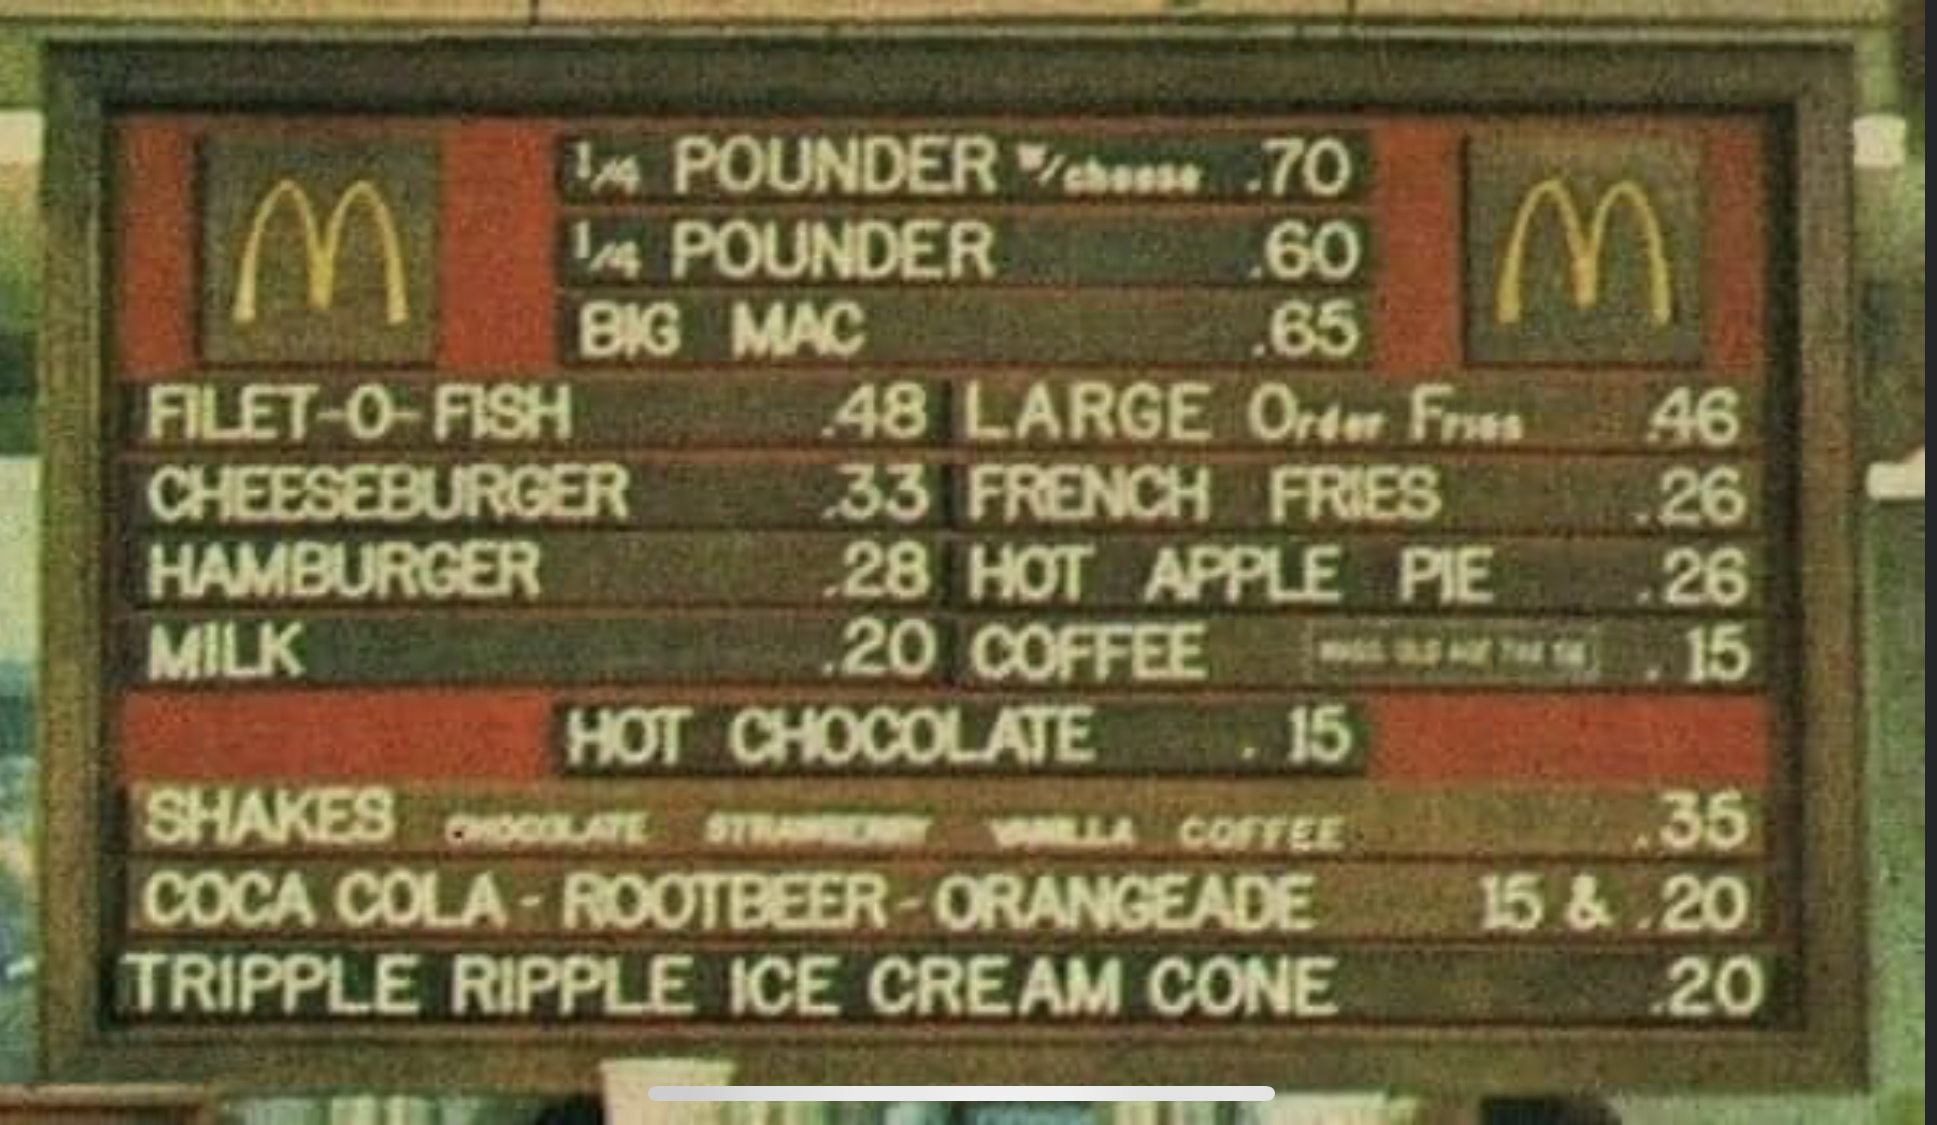 1/4 POUNDER w/cheese .70
1/4 POUNDER .60
BIG MAC .65
FILET-O-FISH .48
LARGE Order Fries .46
CHEESEBURGER .33
FRENCH FRIES .26
HAMBURGER .28
HOT APPLE PIE .26
MILK .20
COFFEE .15
HOT CHOCOLATE .15
SHAKES CHOCOLATE STRAWBERRY VANILLA COFFEE .35
COCA COLA - ROOTBEER - ORANGEADE 15 & .20
TRIPPLE RIPPLE ICE CREAM CONE .20